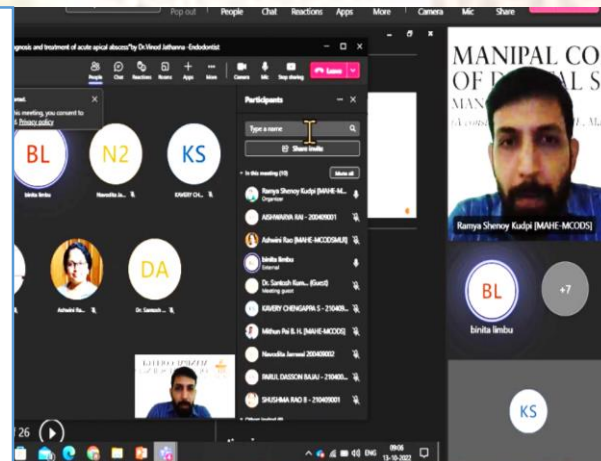 Pop out
People
Chat
Reactions
Apps
More
Camera
Mic
Share
gnosis and treatment of acute apical abscess"by Dr.Vinod Jathanna -Endodontist
People
Chat
Reactions
Rooms
Apps
More
Camera
Mic
Stop sharing
Leave
his meeting, you consent to
Privacy policy
BL
N2
KS
binita limbu
KAVERY CH...
DA
Ashwini Ra...
Dr. Santosh ...
/ 26
Participants
Type a name
Share invite
In this meeting (10)
Mute all
Ramya Shenoy Kudpi [MAHE-M...
Organizer
AISHWARYA RAI - 200409001
Ashwini Rao [MAHE-MCODSMLR]
binita limbu
External
Dr. Santosh Kum... (Guest)
Meeting guest
KAVERY CHENGAPPA S - 210409...
Mithun Pai B. H. [MAHE-MCODS]
Navodita Jamwal 200409002
PARUL DASSON BAJAJ - 210400...
SHUSHMA RAO B - 210409001
MANIPAL CO
OF D AL S
MAN
Ramya Shenoy Kudpi [MAHE-MCODS]
BL
+7
binita limbu
KS
ENG
09:06
13-10-2022